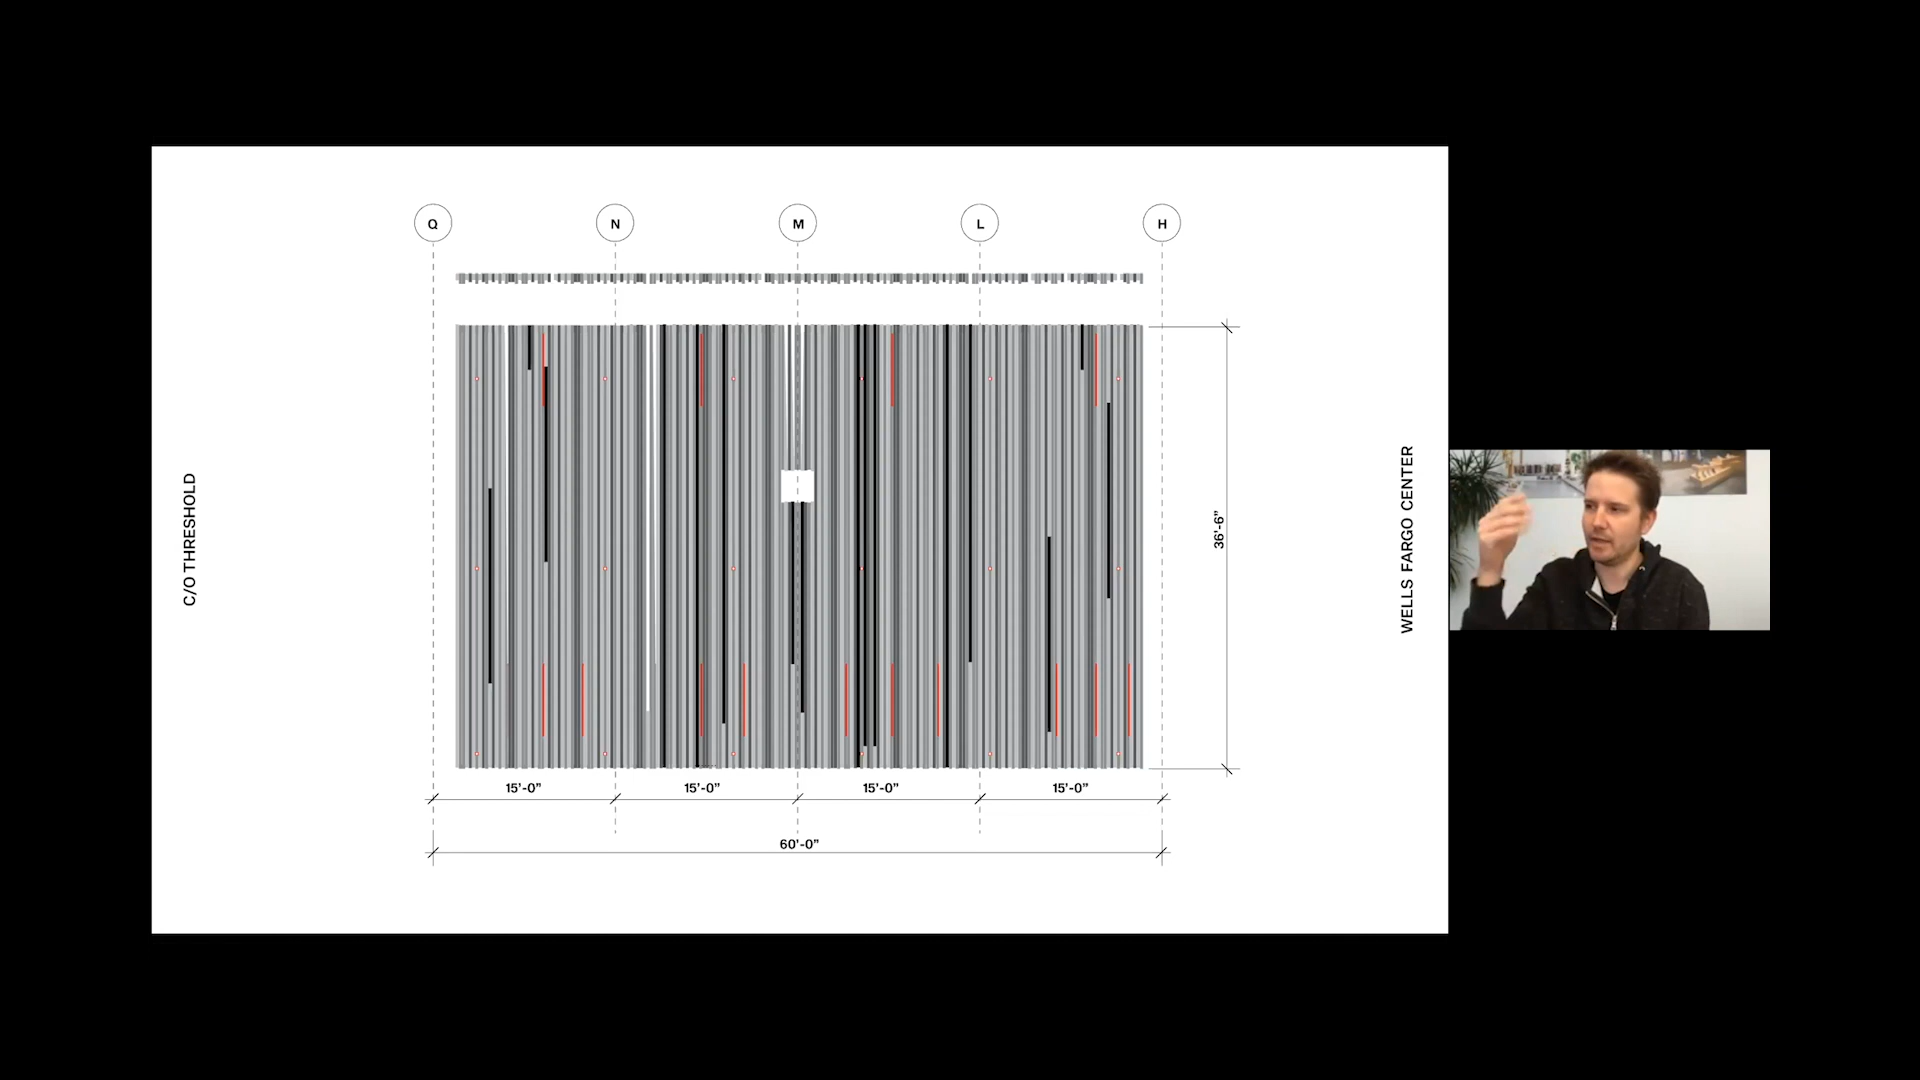 Q
N
M
L
H
C/O THRESHOLD
36'-6”
WELLS FARGO CENTER
15'-0”
15'-0”
15'-0”
15'-0”
60'-0”